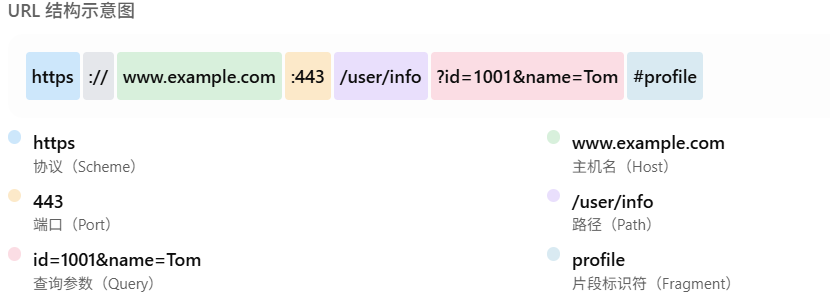 URL 结构示意图
https :// www.example.com :443 /user/info ?id=1001&name=Tom #profile
https
协议（Scheme）
www.example.com
主机名（Host）
443
端口（Port）
/user/info
路径（Path）
id=1001&name=Tom
查询参数（Query）
profile
片段标识符（Fragment）